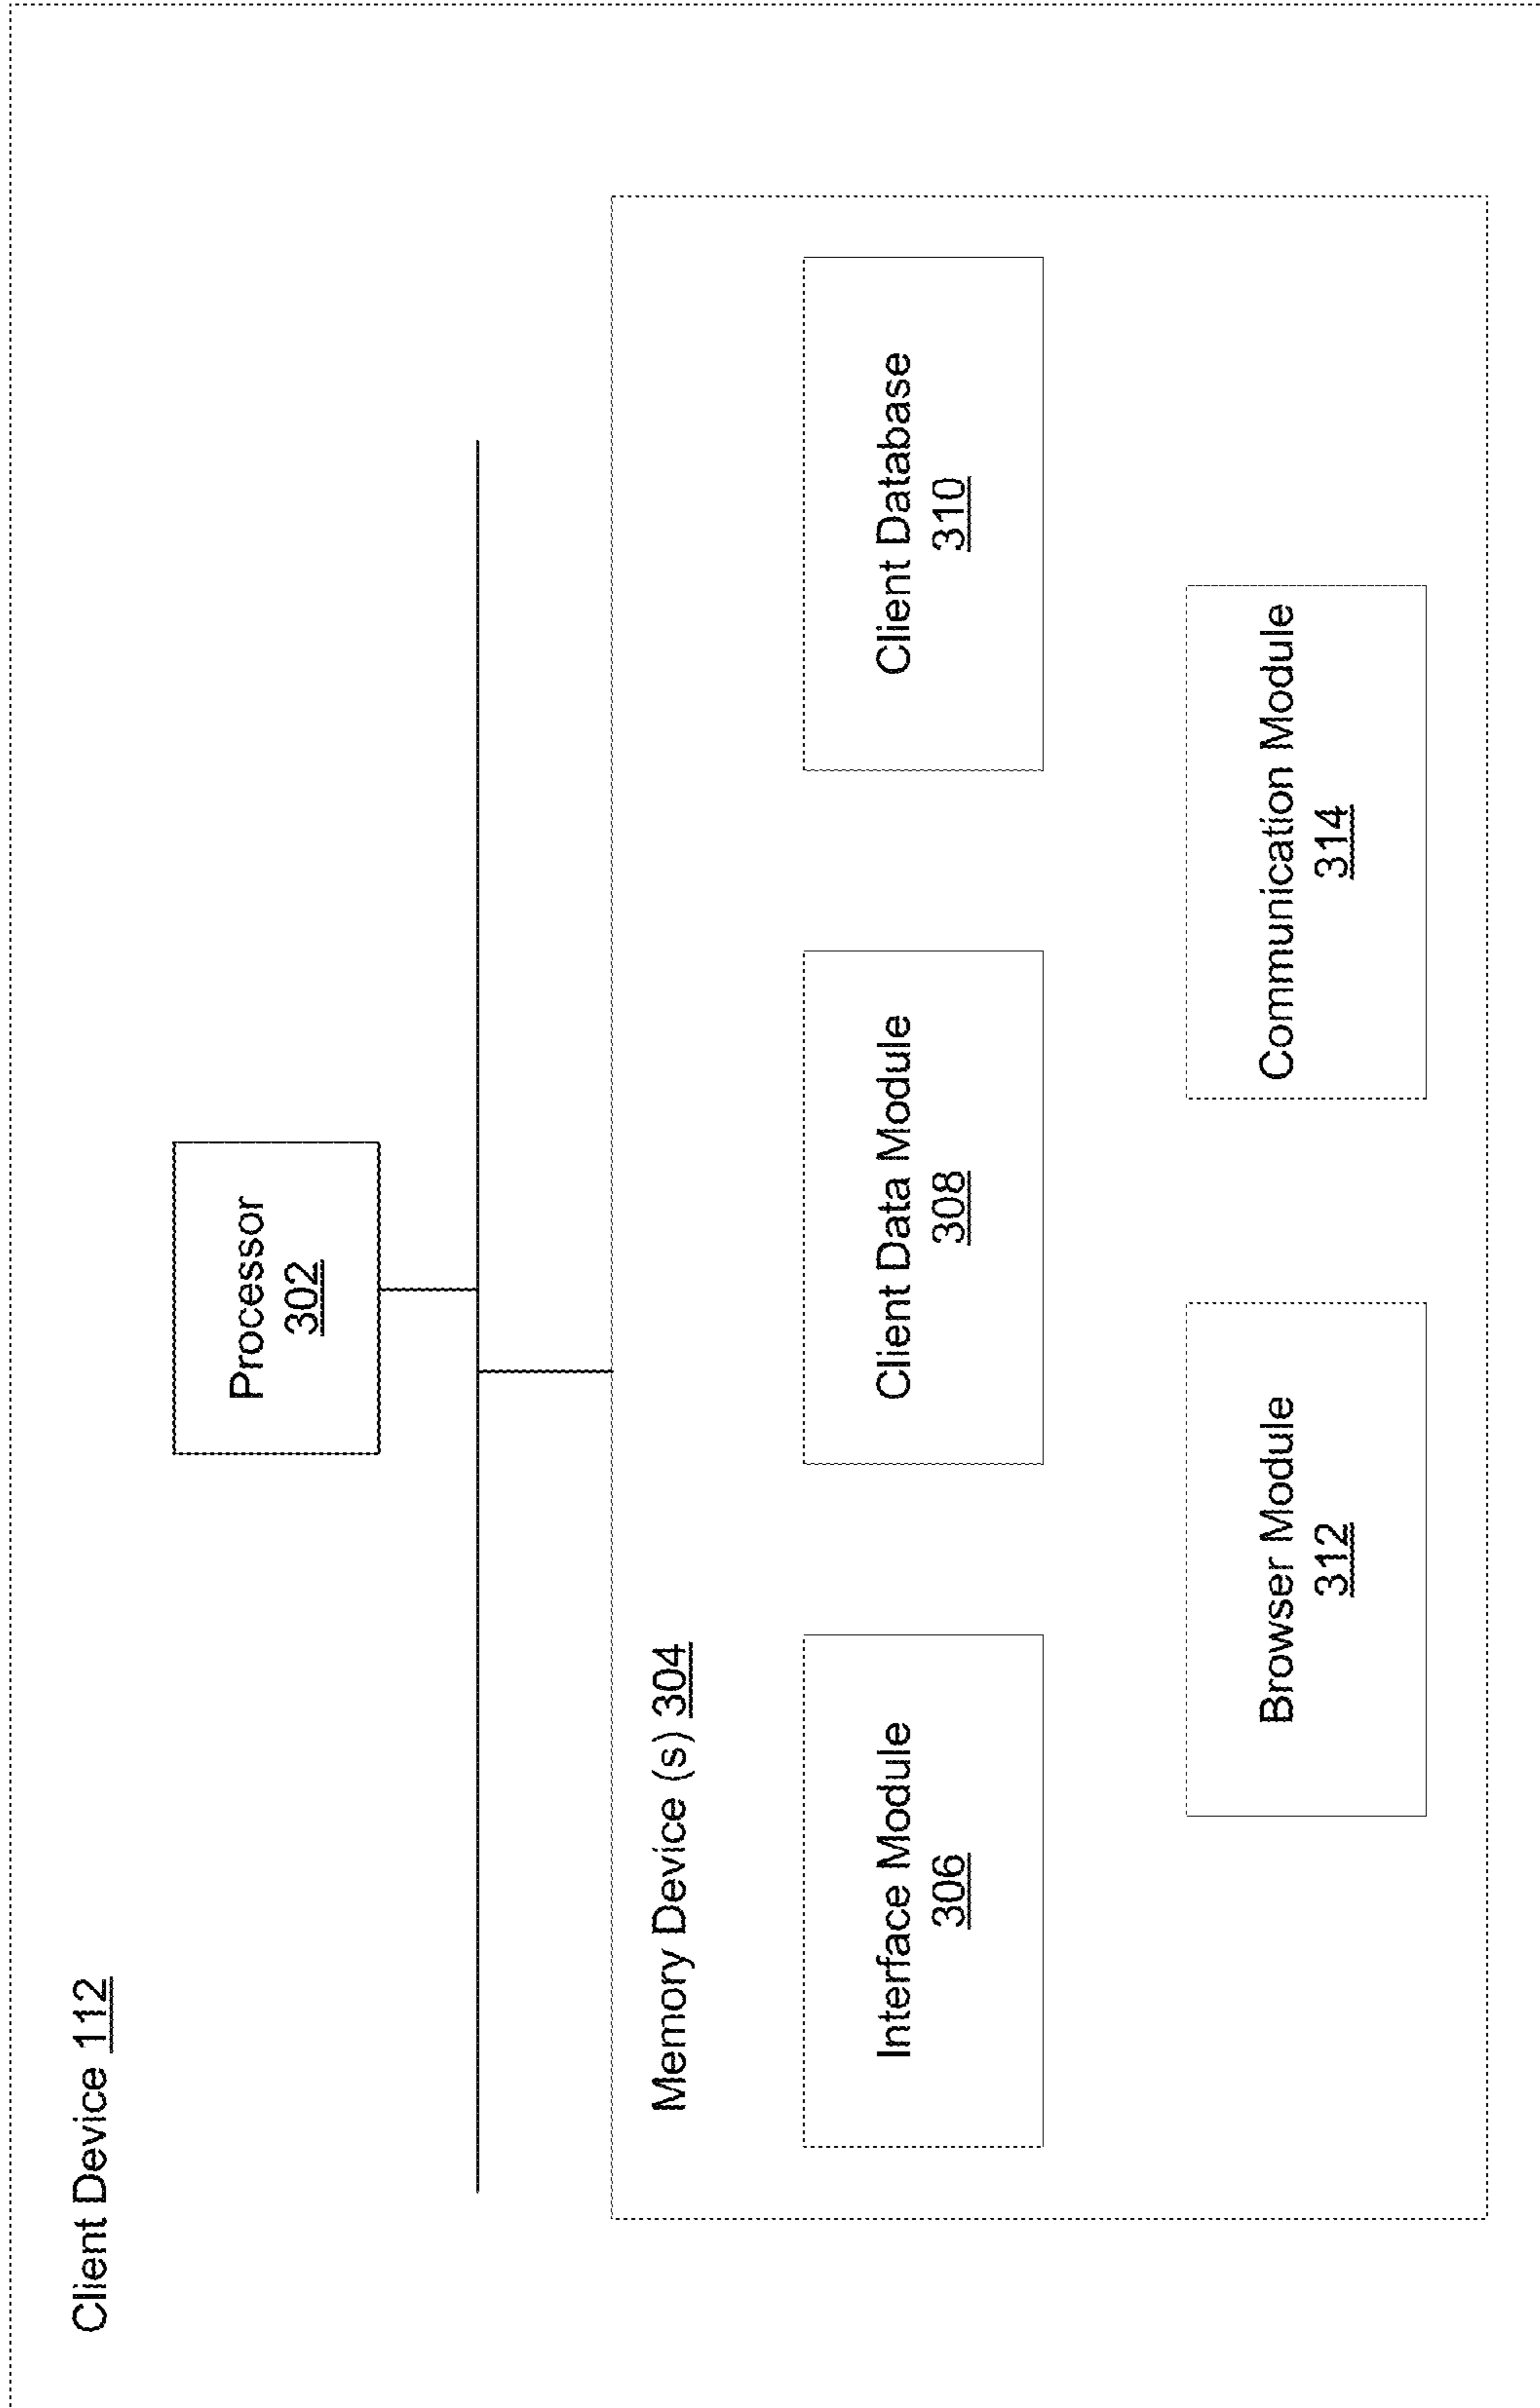 Client Device 112
Processor
302
Memory Device (s) 304
Interface Module
306
Client Data Module
308
Client Database
310
Browser Module
312
Communication Module
314